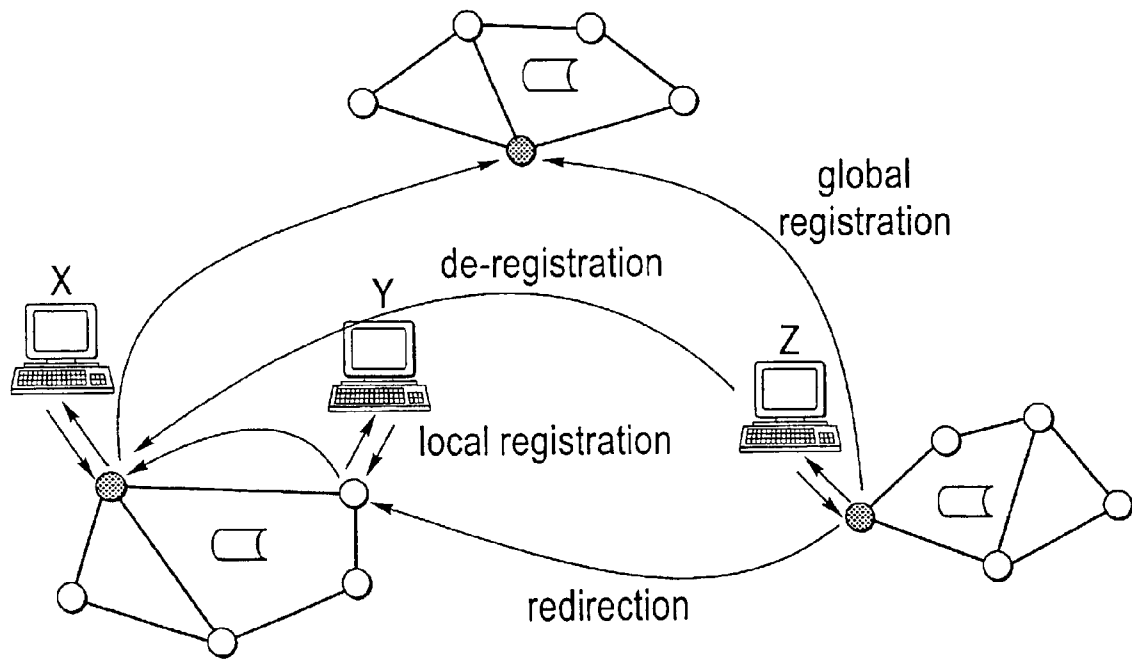 global
registration
de-registration
X
Y
Z
local registration
redirection